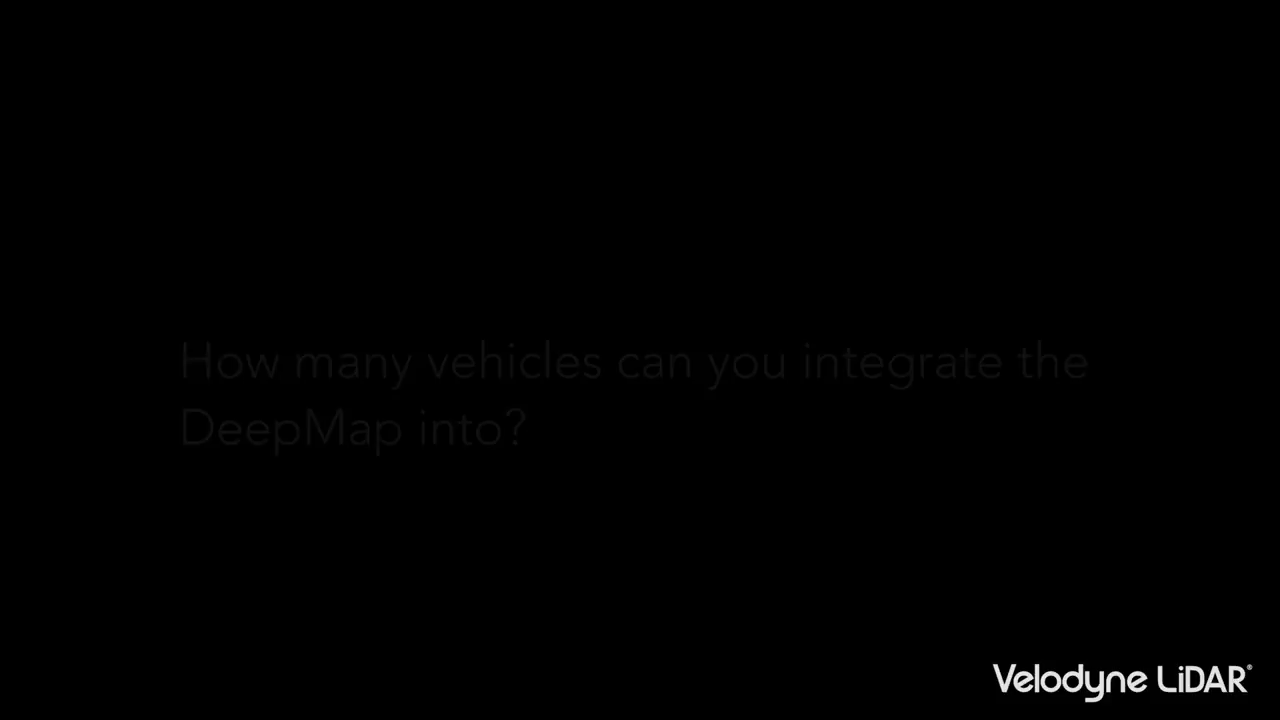 How many vehicles can you integrate the
DeepMap into?
Velodyne LiDAR®